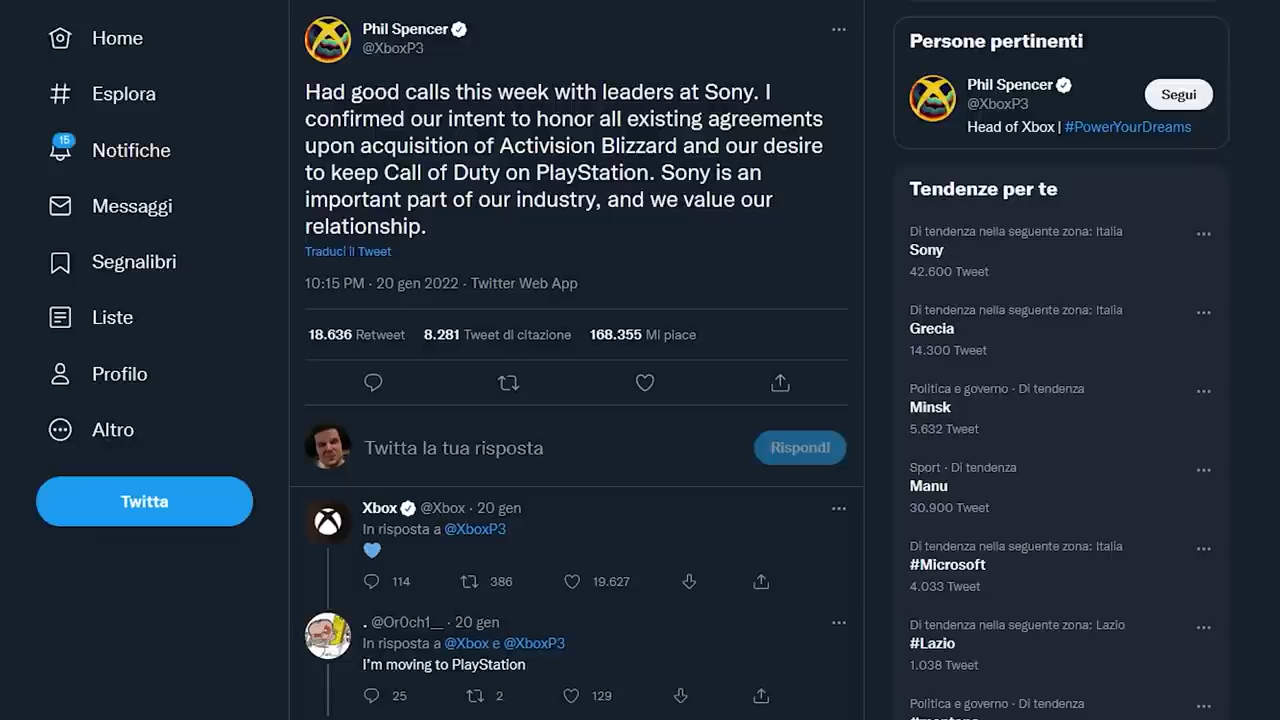 Home
Esplora
15
Notifiche
Messaggi
Segnalibri
Liste
Profilo
Altro
Twitta
Phil Spencer
@XboxP3
Had good calls this week with leaders at Sony. I
confirmed our intent to honor all existing agreements
upon acquisition of Activision Blizzard and our desire
to keep Call of Duty on PlayStation. Sony is an
important part of our industry, and we value our
relationship.
Traduci il Tweet
10:15 PM · 20 gen 2022 · Twitter Web App
18.636 Retweet 8.281 Tweet di citazione 168.355 Mi piace
Twitta la tua risposta
Rispondi
Xbox @Xbox · 20 gen
In risposta a @XboxP3
114 386 19.627
. @Or0ch1__ · 20 gen
In risposta a @Xbox e @XboxP3
I'm moving to PlayStation
25 2 129
Persone pertinenti
Phil Spencer
@XboxP3
Segui
Head of Xbox | #PowerYourDreams
Tendenze per te
Di tendenza nella seguente zona: Italia
Sony
42.600 Tweet
Di tendenza nella seguente zona: Italia
Grecia
14.300 Tweet
Politica e governo · Di tendenza
Minsk
5.632 Tweet
Sport · Di tendenza
Manu
30.900 Tweet
Di tendenza nella seguente zona: Italia
#Microsoft
4.033 Tweet
Di tendenza nella seguente zona: Lazio
#Lazio
1.038 Tweet
Politica e governo · Di tendenza